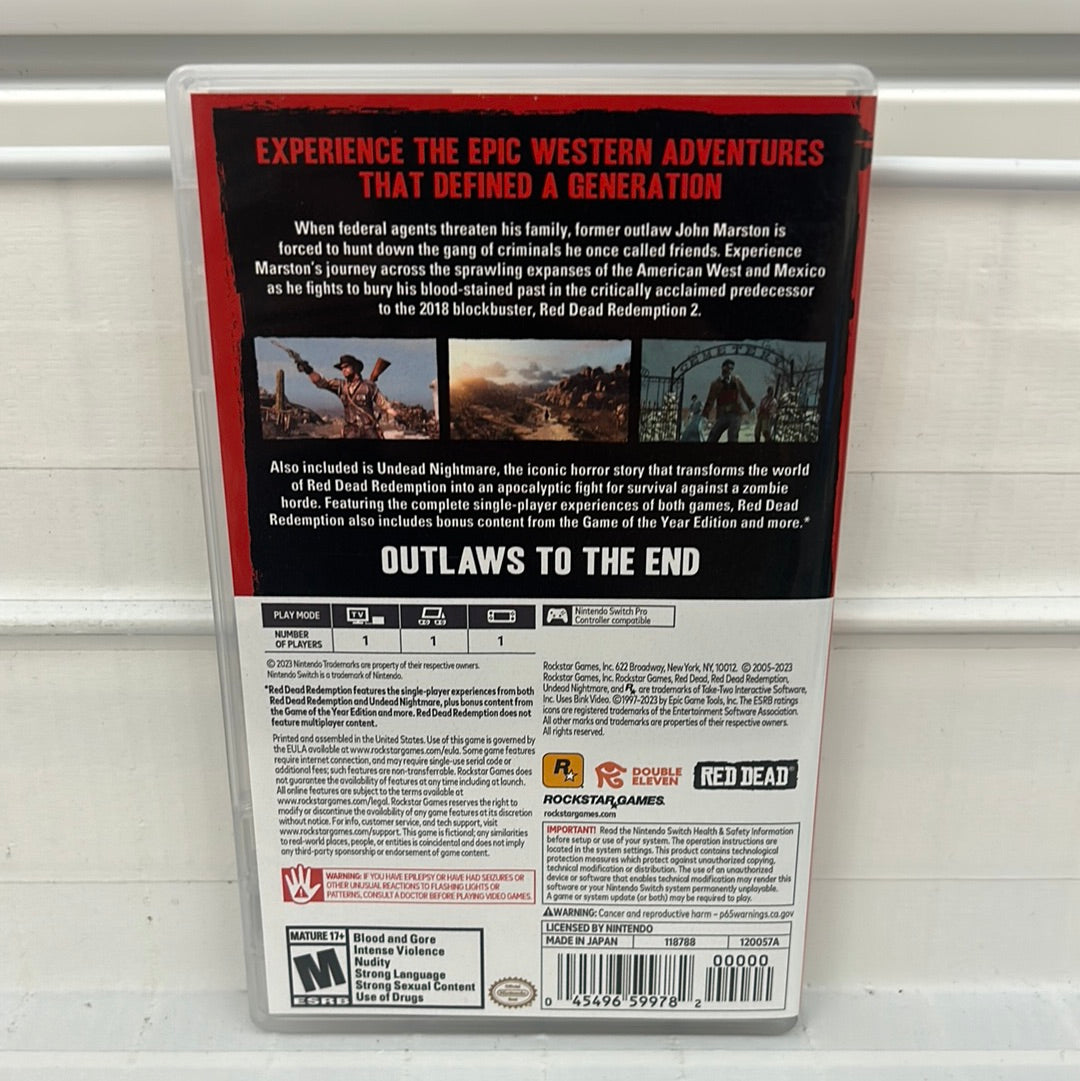 EXPERIENCE THE EPIC WESTERN ADVENTURES
THAT DEFINED A GENERATION
When federal agents threaten his family, former outlaw John Marston is
forced to hunt down the gang of criminals he once called friends. Experience
Marston's journey across the sprawling expanses of the American West and Mexico
as he fights to bury his blood-stained past in the critically acclaimed predecessor
to the 2018 blockbuster, Red Dead Redemption 2.
CEMETERY
Also included is Undead Nightmare, the iconic horror story that transforms the world
of Red Dead Redemption into an apocalyptic fight for survival against a zombie
horde. Featuring the complete single-player experiences of both games, Red Dead
Redemption also includes bonus content from the Game of the Year Edition and more.*
OUTLAWS TO THE END
PLAY MODE
TV
NUMBER
OF PLAYERS
1
1
1
Nintendo Switch Pro
Controller compatible
© 2023 Nintendo Trademarks are property of their respective owners.
Nintendo Switch is a trademark of Nintendo.
*Red Dead Redemption features the single-player experiences from both
Red Dead Redemption and Undead Nightmare, plus bonus content from
the Game of the Year Edition and more. Red Dead Redemption does not
feature multiplayer content.
Printed and assembled in the United States. Use of this game is governed by
the EULA available at www.rockstargames.com/eula. Some game features
require internet connection, and may require single-use serial code or
additional fees; such features are non-transferrable. Rockstar Games does
not guarantee the availability of features at any time including at launch.
All online features are subject to the terms available at
www.rockstargames.com/legal. Rockstar Games reserves the right to
modify or discontinue the availability of any game features at its discretion
without notice. For info, customer service, and tech support, visit
www.rockstargames.com/support. This game is fictional; any similarities
to real-world places, people, or entities is coincidental and does not imply
any third-party sponsorship or endorsement of game content.
WARNING: IF YOU HAVE EPILEPSY OR HAVE HAD SEIZURES OR
OTHER UNUSUAL REACTIONS TO FLASHING LIGHTS OR
PATTERNS, CONSULT A DOCTOR BEFORE PLAYING VIDEO GAMES.
MATURE 17+
M
ESRB
Blood and Gore
Intense Violence
Nudity
Strong Language
Strong Sexual Content
Use of Drugs
Official
Nintendo
Seal
Rockstar Games, Inc. 622 Broadway, New York, NY, 10012. © 2005-2023
Rockstar Games, Inc. Rockstar Games, Red Dead, Red Dead Redemption,
Undead Nightmare, and R are trademarks of Take-Two Interactive Software,
Inc. Uses Bink Video. ©1997-2023 by Epic Game Tools, Inc. The ESRB ratings
icons are registered trademarks of the Entertainment Software Association.
All other marks and trademarks are properties of their respective owners.
All rights reserved.
R
DOUBLE
ELEVEN
RED DEAD
ROCKSTAR GAMES
rockstargames.com
IMPORTANT! Read the Nintendo Switch Health & Safety Information
before setup or use of your system. The operation instructions are
located in the system settings. This product contains technological
protection measures which protect against unauthorized copying,
technical modification or distribution. The use of an unauthorized
device or software that enables technical modification may render this
software or your Nintendo Switch system permanently unplayable.
A game or system update (or both) may be required to play.
WARNING: Cancer and reproductive harm - p65warnings.ca.gov
LICENSED BY NINTENDO
MADE IN JAPAN
118788
120057A
00000
0 45496 59978 2